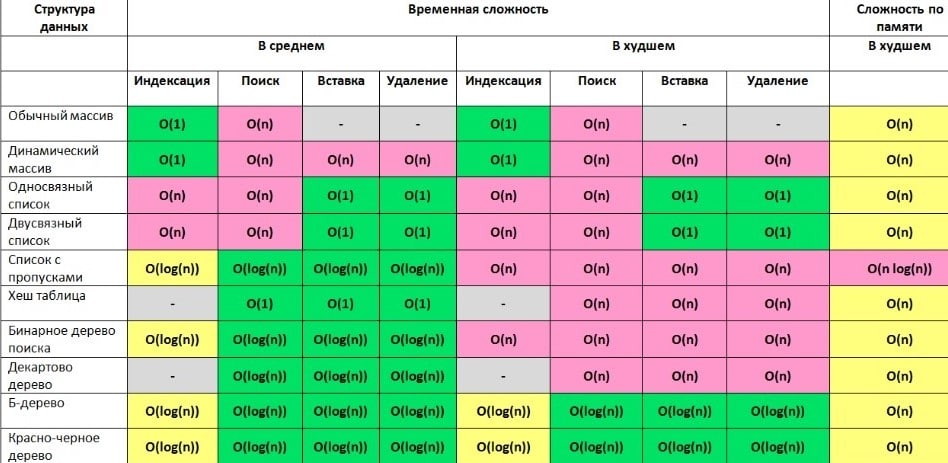 Структура данных Временная сложность Сложность по памяти
В среднем В худшем В худшем
Индексация Поиск Вставка Удаление Индексация Поиск Вставка Удаление
Обычный массив O(1) O(n) - - O(1) O(n) - - O(n)
Динамический массив O(1) O(n) O(n) O(n) O(1) O(n) O(n) O(n) O(n)
Односвязный список O(n) O(n) O(1) O(1) O(n) O(n) O(1) O(1) O(n)
Двусвязный список O(n) O(n) O(1) O(1) O(n) O(n) O(1) O(1) O(n)
Список с пропусками O(log(n)) O(log(n)) O(log(n)) O(log(n)) O(n) O(n) O(n) O(n) O(n log(n))
Хеш таблица - O(1) O(1) O(1) - O(n) O(n) O(n) O(n)
Бинарное дерево поиска O(log(n)) O(log(n)) O(log(n)) O(log(n)) O(n) O(n) O(n) O(n) O(n)
Декартово дерево - O(log(n)) O(log(n)) O(log(n)) - O(n) O(n) O(n) O(n)
Б-дерево O(log(n)) O(log(n)) O(log(n)) O(log(n)) O(log(n)) O(log(n)) O(log(n)) O(log(n)) O(n)
Красно-черное дерево O(log(n)) O(log(n)) O(log(n)) O(log(n)) O(log(n)) O(log(n)) O(log(n)) O(log(n)) O(n)